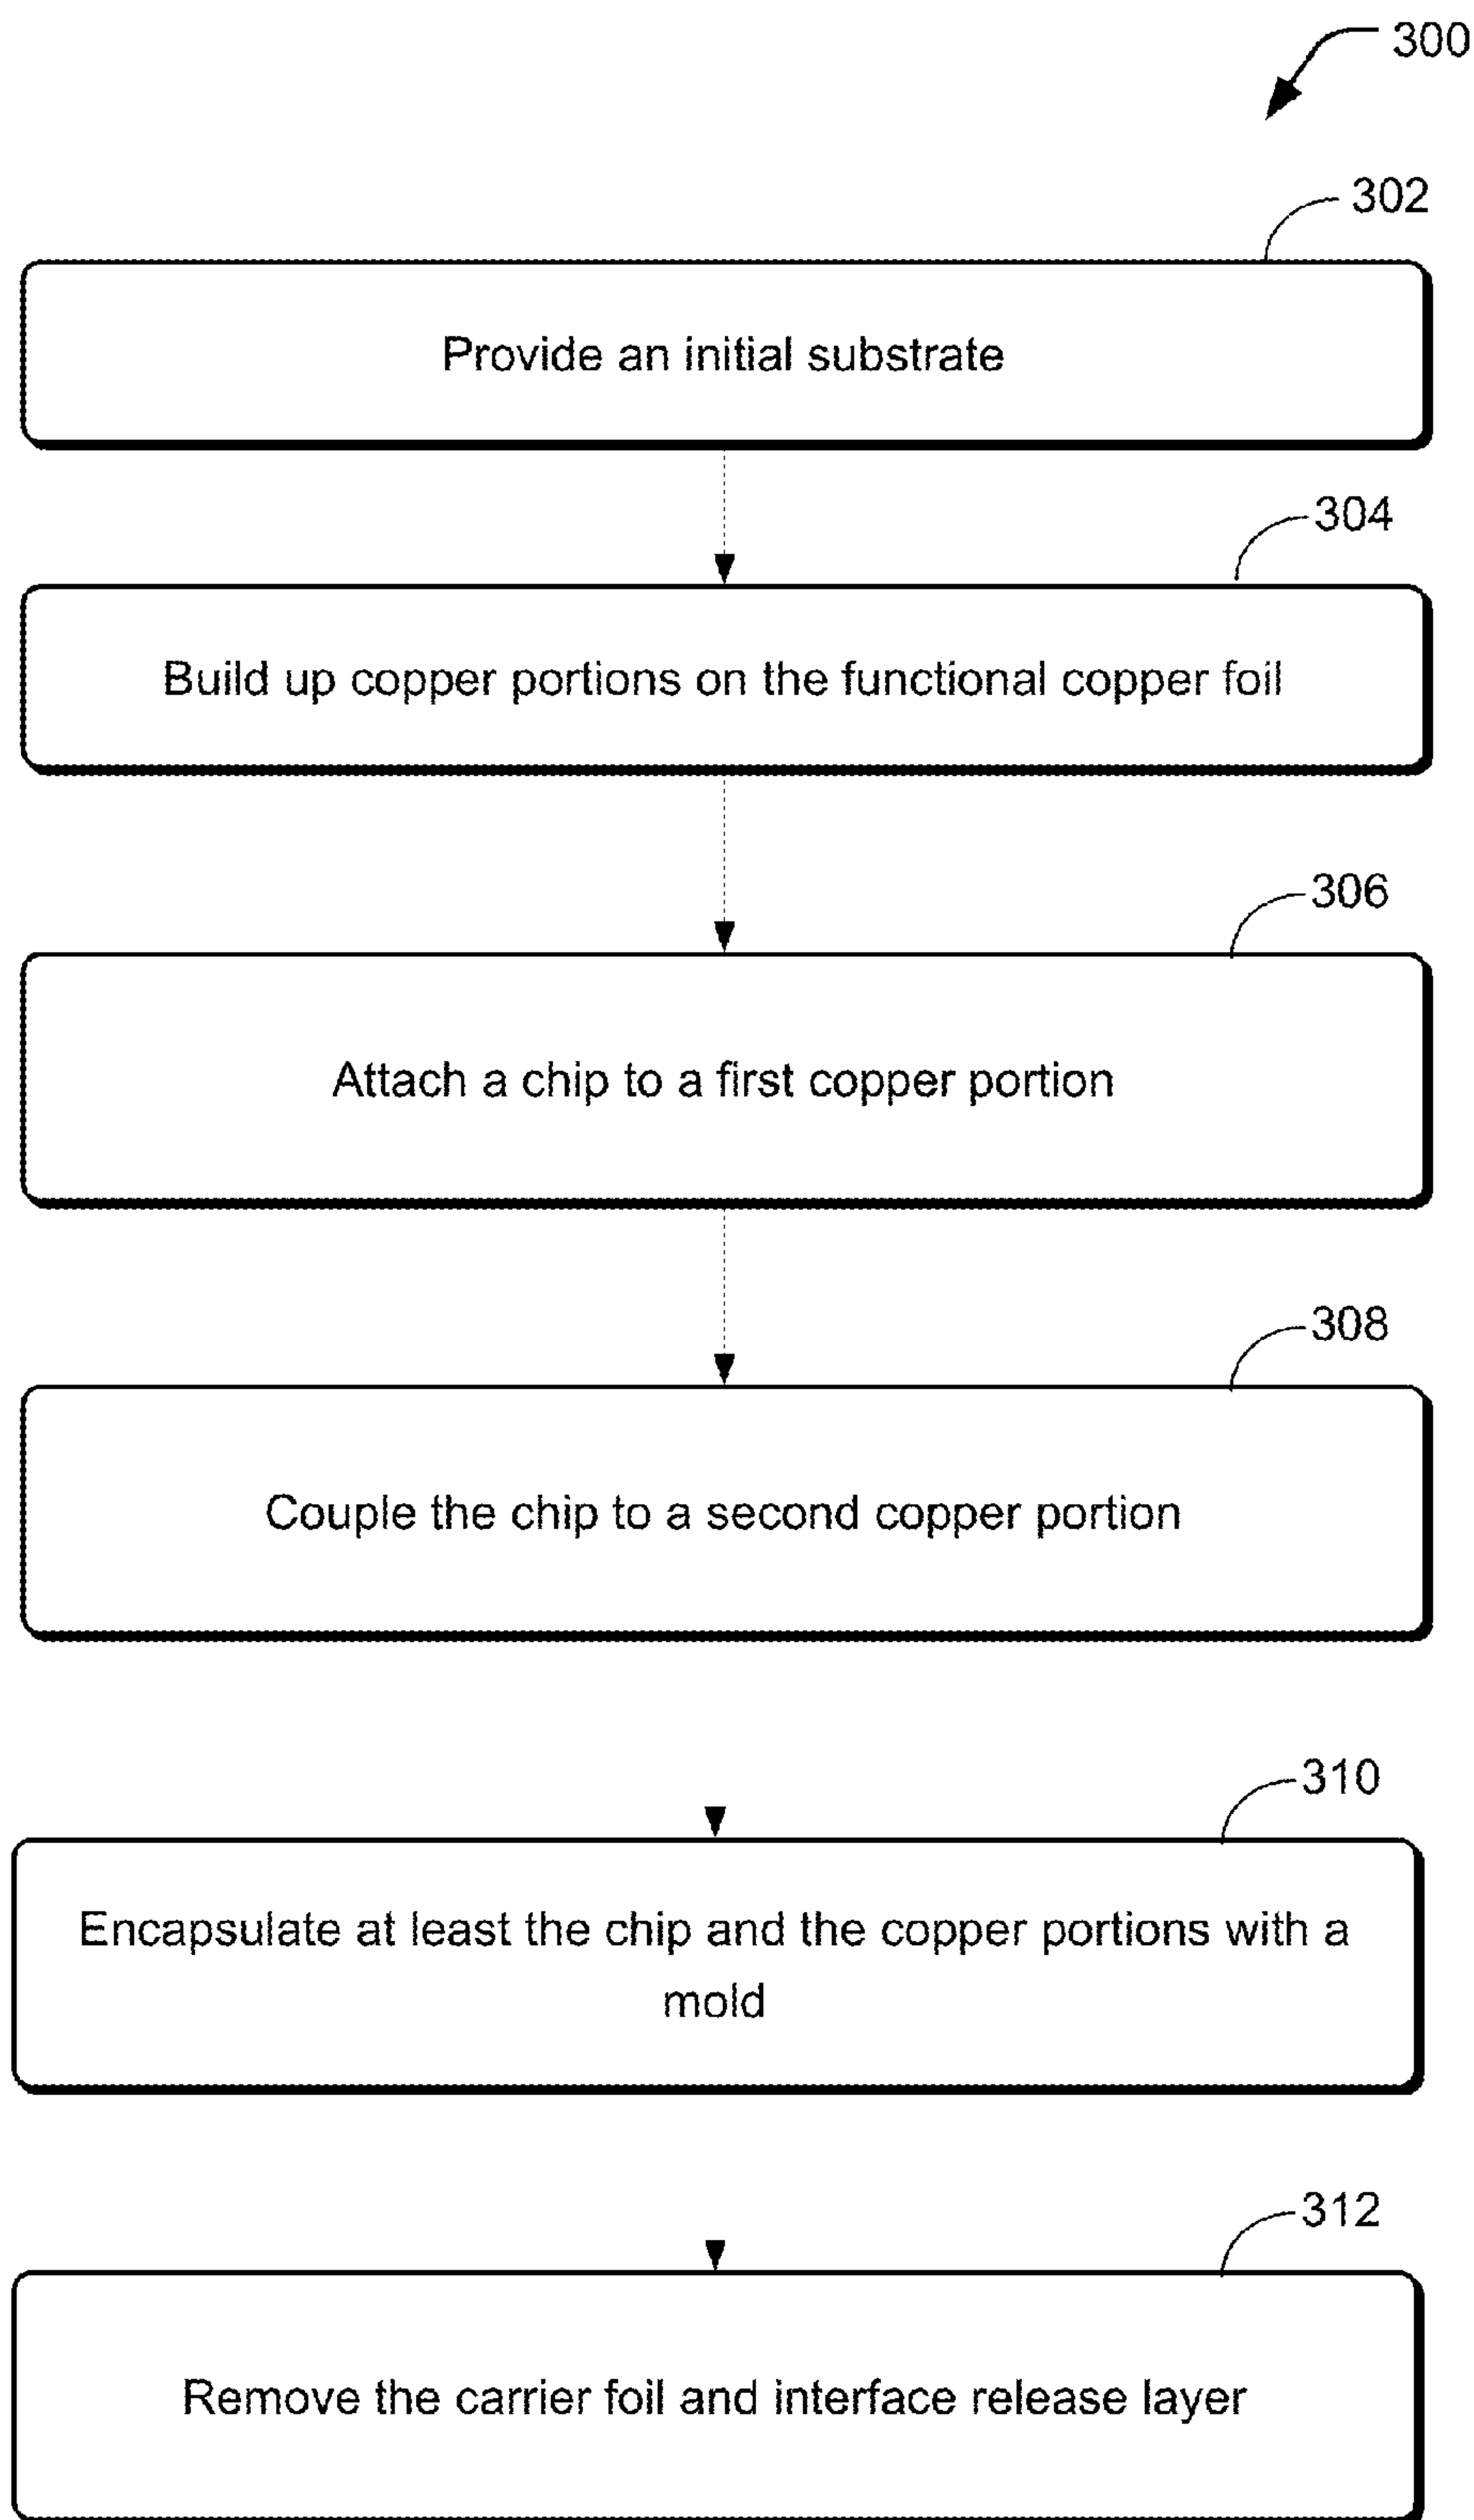 300
302
Provide an initial substrate
304
Build up copper portions on the functional copper foil
306
Attach a chip to a first copper portion
308
Couple the chip to a second copper portion
310
Encapsulate at least the chip and the copper portions with a
mold
312
Remove the carrier foil and interface release layer